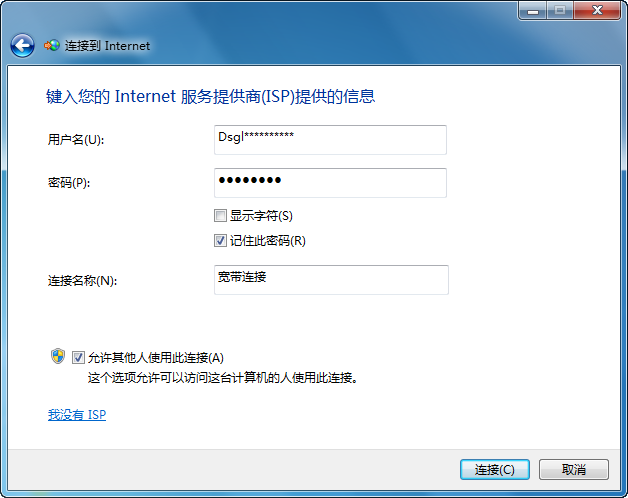 连接到 Internet
键入您的 Internet 服务提供商(ISP)提供的信息
用户名(U):
Dsgl**********
密码(P):
●●●●●●●●
显示字符(S)
记住此密码(R)
连接名称(N):
宽带连接
允许其他人使用此连接(A)
这个选项允许可以访问这台计算机的人使用此连接。
我没有 ISP
连接(C)
取消